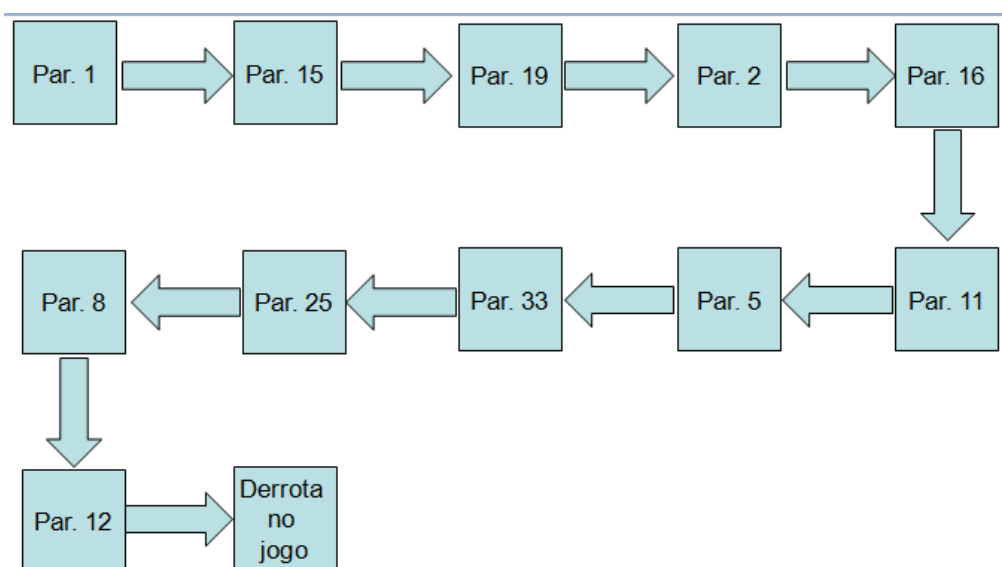 Par. 1
Par. 15
Par. 19
Par. 2
Par. 16
Par. 11
Par. 5
Par. 33
Par. 25
Par. 8
Par. 12
Derrota
no
jogo